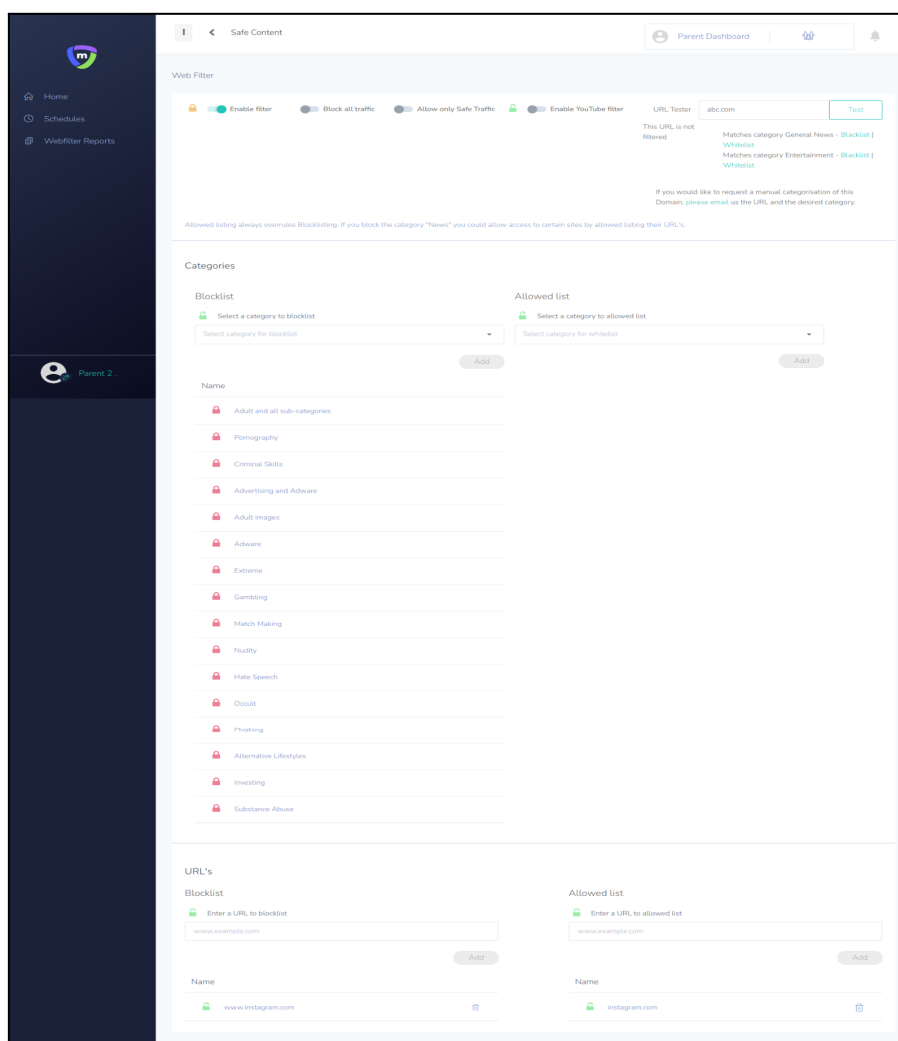 m
Safe Content
Parent Dashboard
Home
Schedules
Webfilter Reports
Parent 2 .
Web Filter
Enable filter
Block all traffic
Allow only Safe Traffic
Enable YouTube filter
URL Tester
abc.com
Test
This URL is not
filtered
Matches category General News - Blacklist |
Whitelist
Matches category Entertainment - Blacklist |
Whitelist
If you would like to request a manual categorisation of this
Domain, please email us the URL and the desired category.
Allowed listing always overrules Blocklisting. If you block the category "News" you could allow access to certain sites by allowed listing their URL's
Categories
Blocklist
Select a category to blocklist
Select category for blocklist
Add
Allowed list
Select a category to allowed list
Select category for whitelist
Add
Name
Adult and all sub-categories
Pornography
Criminal Skills
Advertising and Adware
Adult images
Adware
Extreme
Gambling
Match Making
Nudity
Hate Speech
Occult
Phishing
Alternative Lifestyles
Investing
Substance Abuse
URL's
Blocklist
Enter a URL to blocklist
www.example.com
Add
Name
www.instagram.com
Allowed list
Enter a URL to allowed list
www.example.com
Add
Name
instagram.com